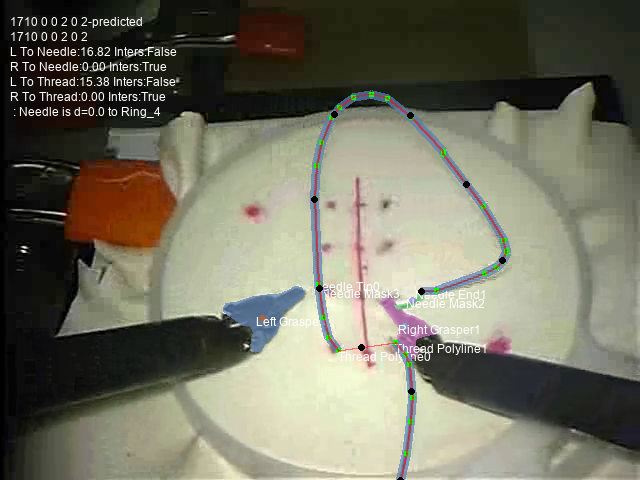 1710 0 0 2 0 2-predicted
1710 0 0 2 0 2
L To Needle:16.82 Inters:False
R To Needle:0.00 Inters:True
L To Thread:15.38 Inters:False
R To Thread:0.00 Inters:True
: Needle is d=0.0 to Ring_4
Needle Tip0
Needle Mask3
Needle End1
Needle Mask2
Left Grasper
Right Grasper1
Thread Polyline1
Thread Polyline0